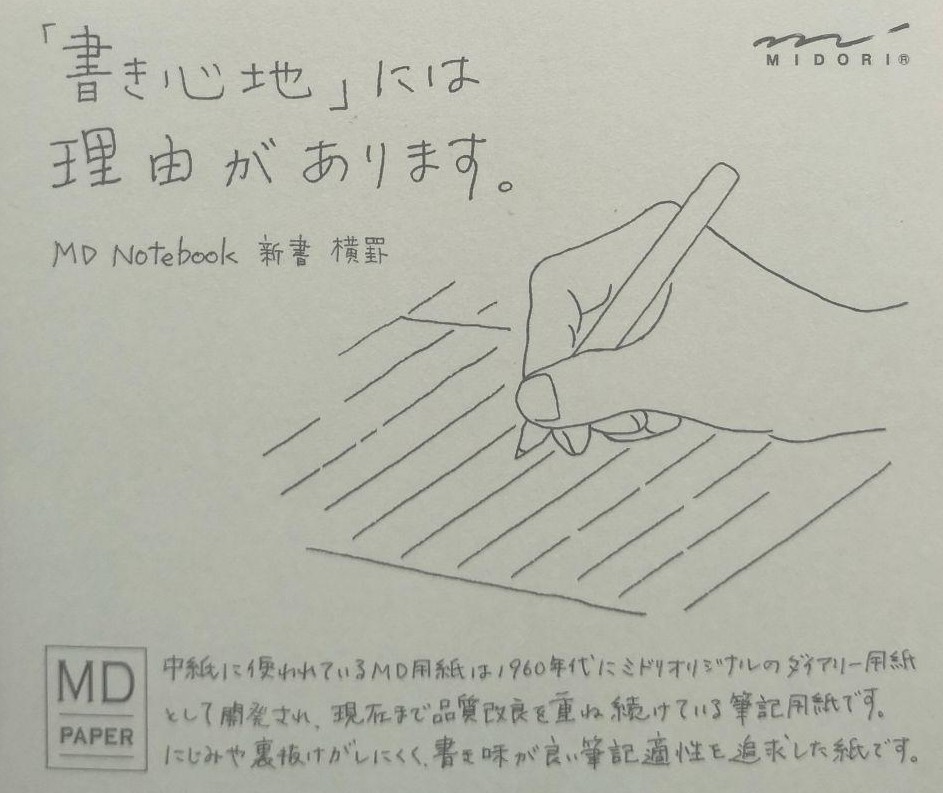 「書き心地」には
MIDORI®
理由があります。
MD Notebook 新書 横罫
MD
PAPER
中紙に使われているMD用紙は1960年代にミドリオリジナルのダイアリー用紙
として開発され、現在まで品質改良を重ね続けている筆記用紙です。
にじみや裏抜けがしにくく、書き味が良い筆記適性を追求した紙です。